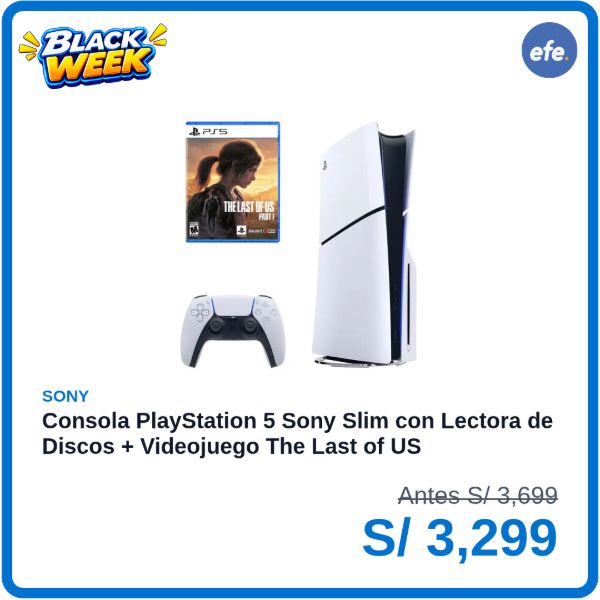 BLACK
WEEK
efe.
PS5
THE LAST OF US
PART I
M
SONY
Consola PlayStation 5 Sony Slim con Lectora de
Discos + Videojuego The Last of US
Antes S/ 3,699
S/ 3,299